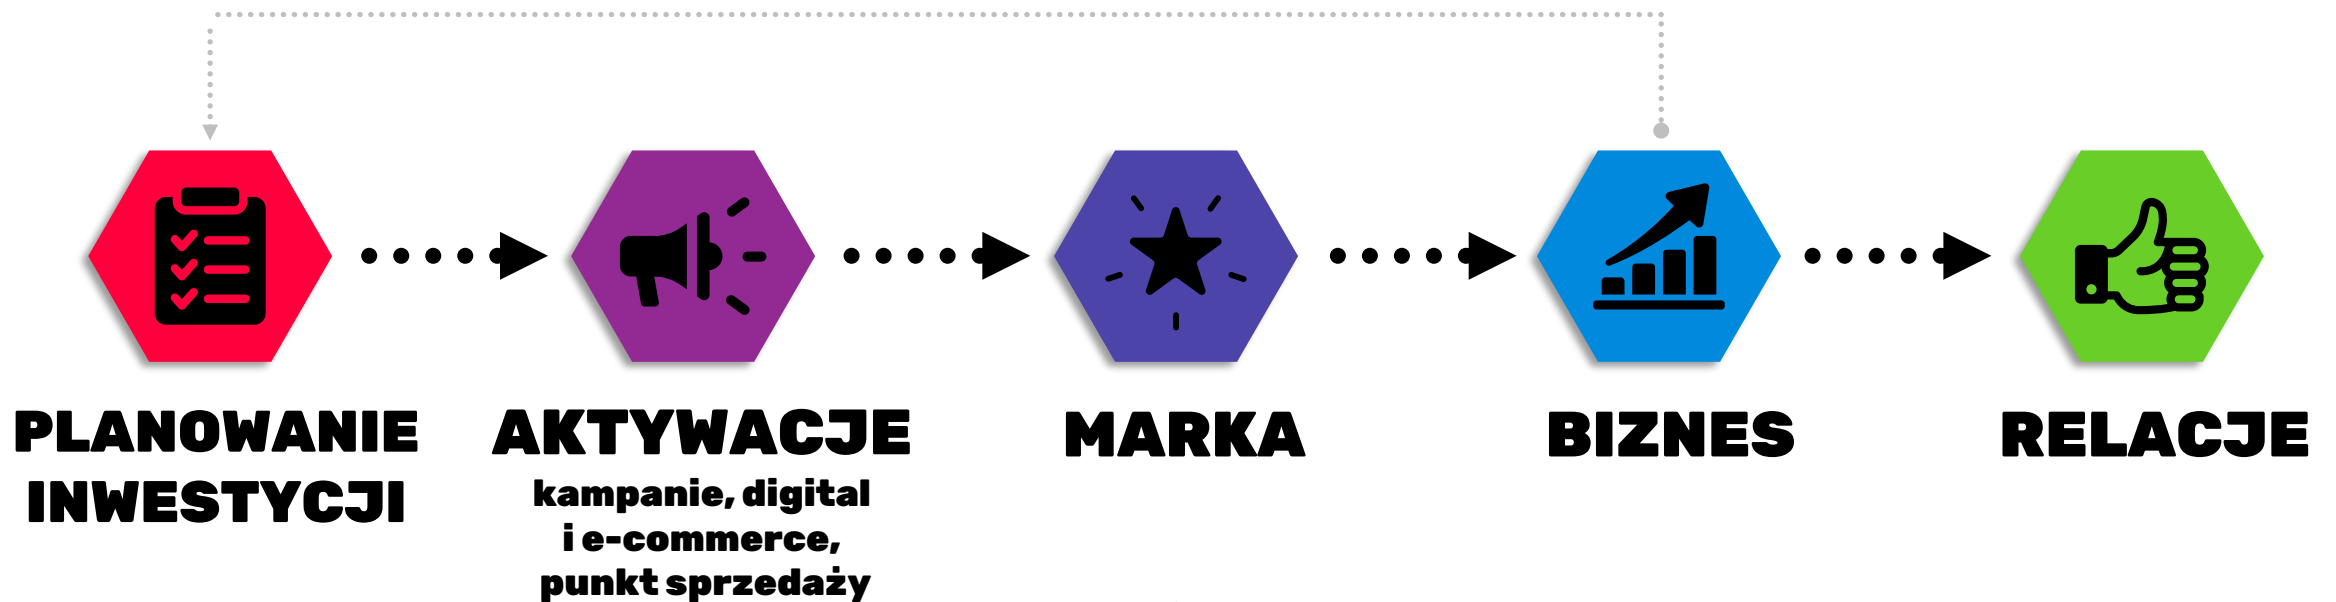 PLANOWANIE
INWESTYCJI
AKTYWACJE
kampanie, digital
i e-commerce,
punkt sprzedaży
MARKA
BIZNES
RELACJE